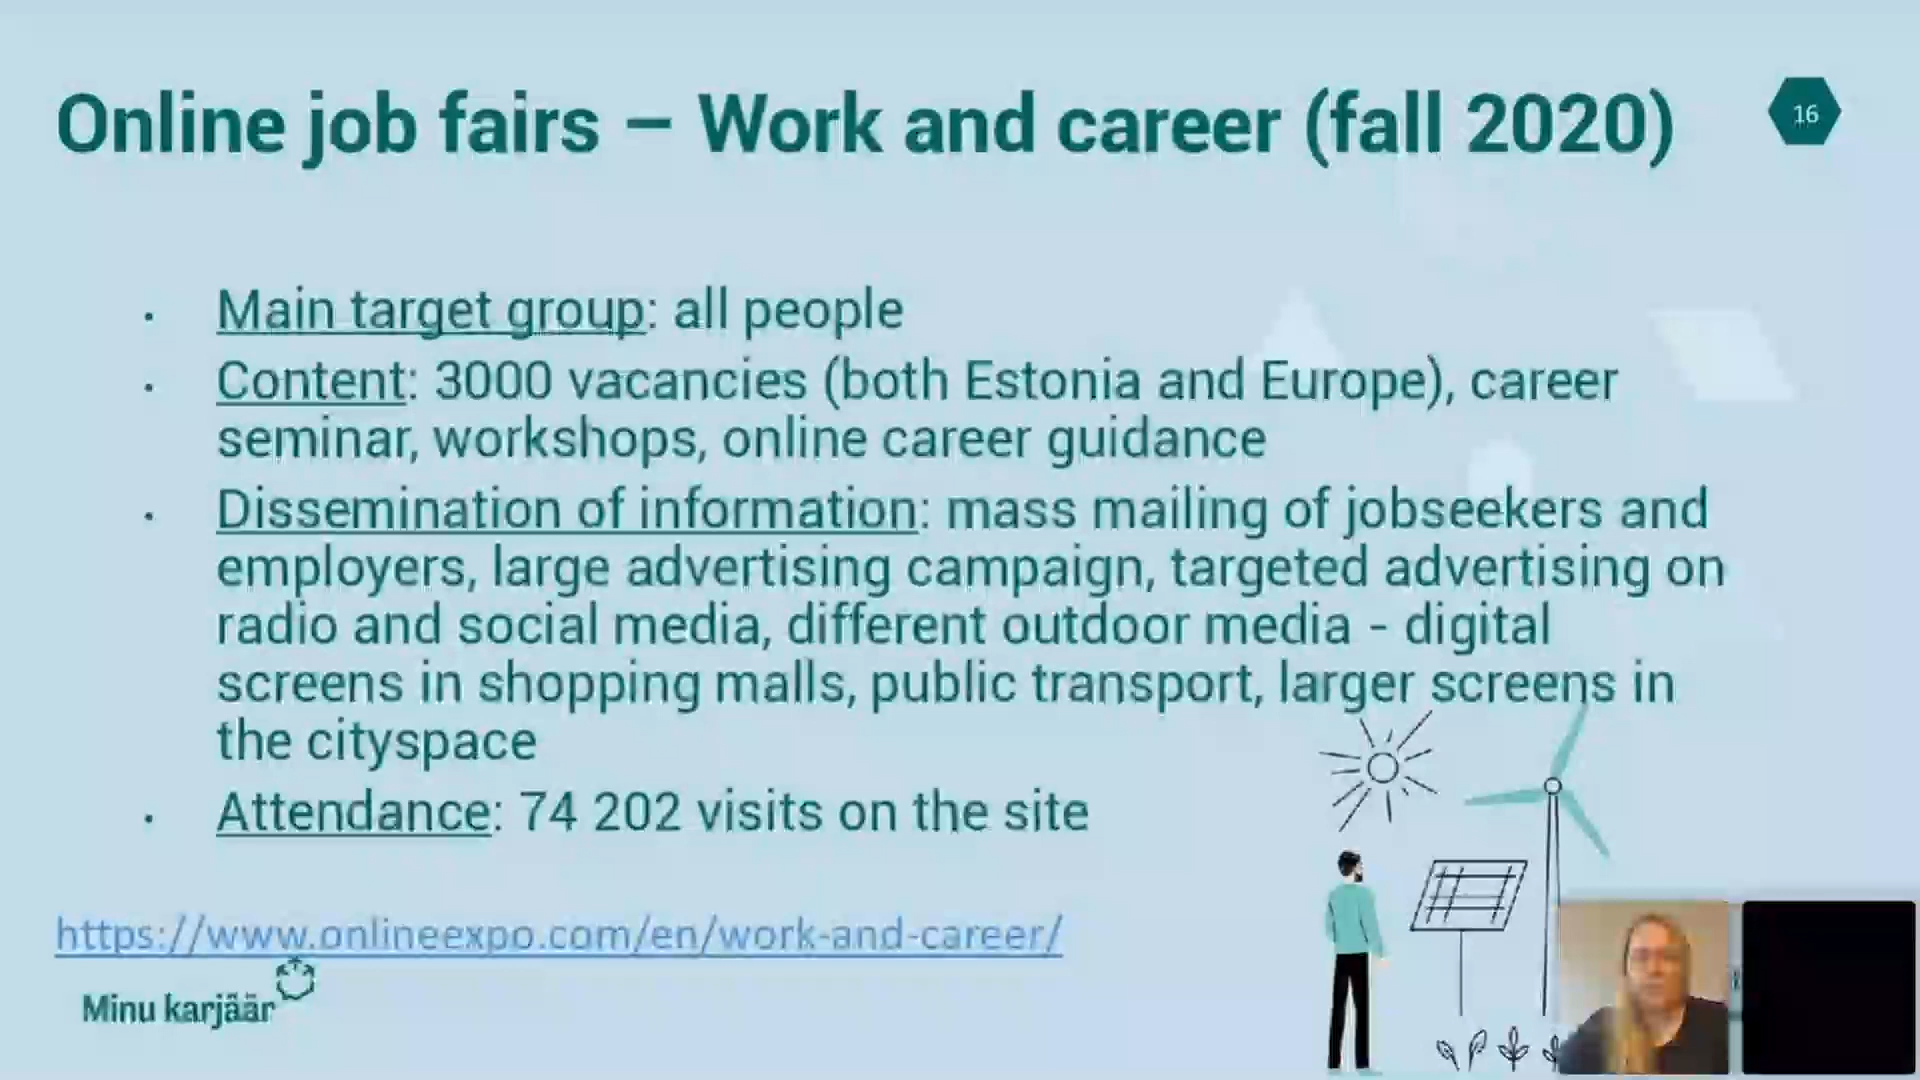 Online job fairs – Work and career (fall 2020)
16
• Main target group: all people
• Content: 3000 vacancies (both Estonia and Europe), career
seminar, workshops, online career guidance
• Dissemination of information: mass mailing of jobseekers and
employers, large advertising campaign, targeted advertising on
radio and social media, different outdoor media - digital
screens in shopping malls, public transport, larger screens in
the cityspace
• Attendance: 74 202 visits on the site
https://www.onlineexpo.com/en/work-and-career/
Minu karjäär